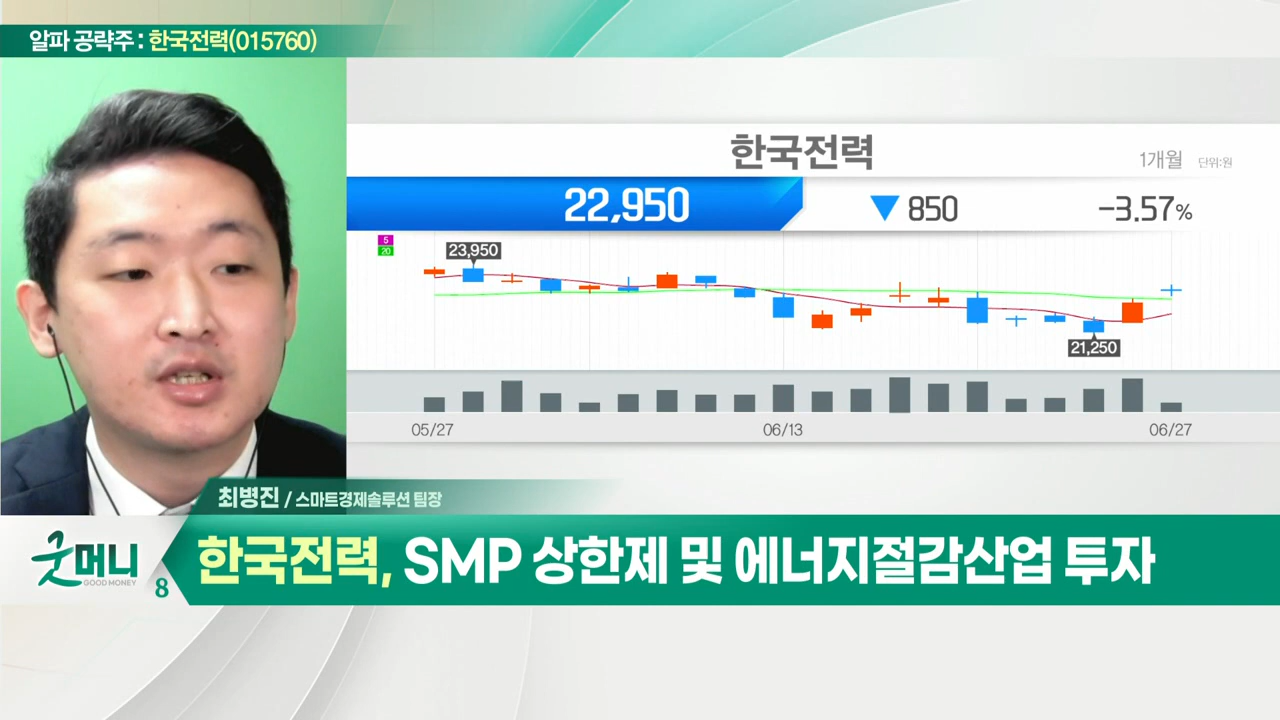 알파 공략주 : 한국전력(015760)
한국전력
1개월 단위:원
22,950 ▼ 850 -3.57%
5
20
23,950
21,250
05/27 06/13 06/27
최병진 / 스마트경제솔루션 팀장
굿머니
GOOD MONEY
8
한국전력, SMP 상한제 및 에너지절감산업 투자